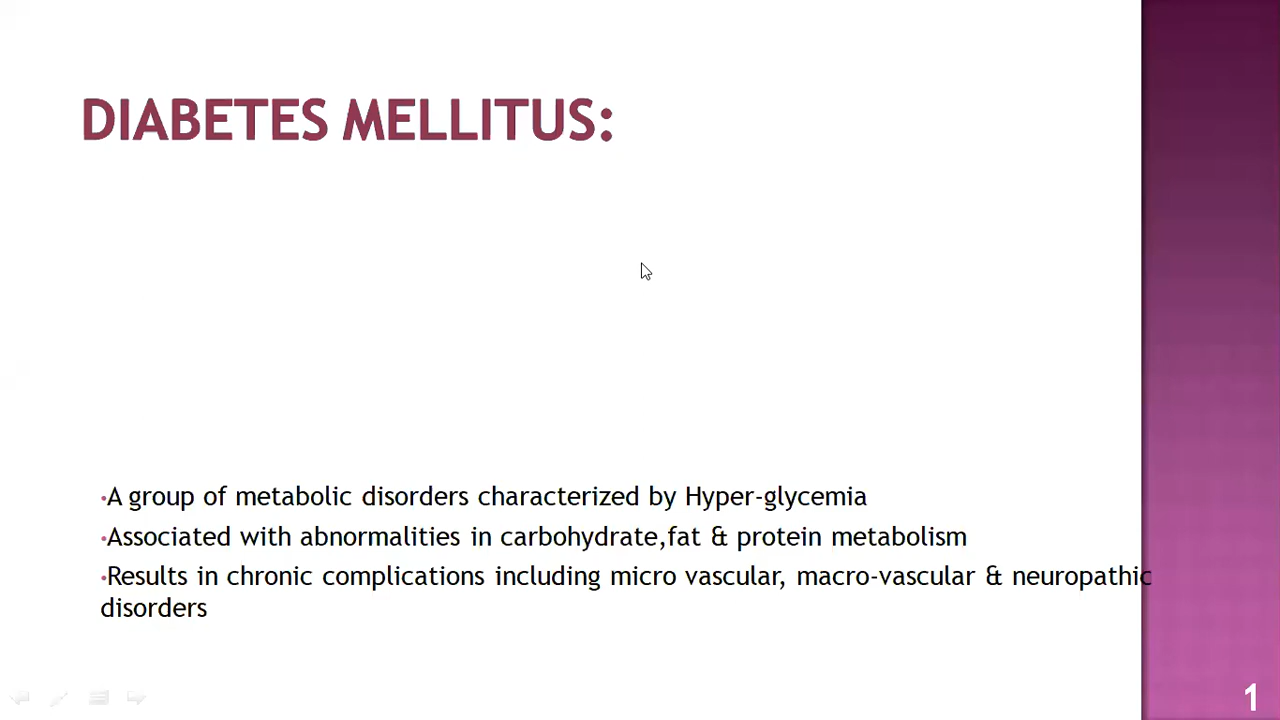 DIABETES MELLITUS:
•A group of metabolic disorders characterized by Hyper-glycemia
•Associated with abnormalities in carbohydrate,fat & protein metabolism
•Results in chronic complications including micro vascular, macro-vascular & neuropathic
disorders
1